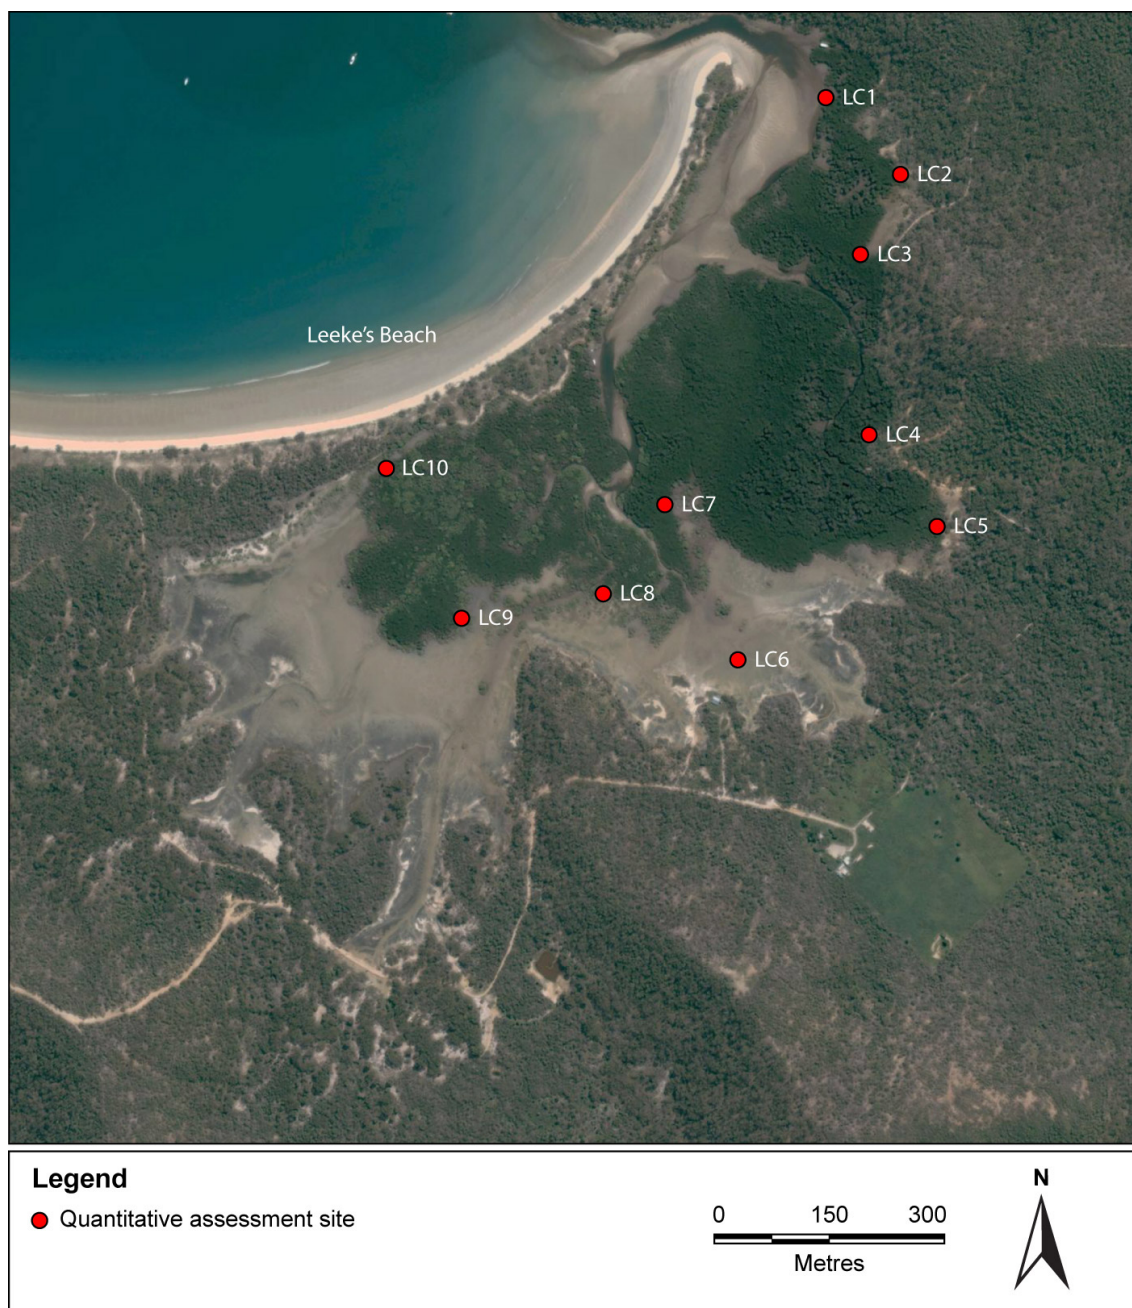 LC1
LC2
LC3
Leeke's Beach
LC4
LC10
LC7
LC5
LC8
LC9
LC6
Legend
Quantitative assessment site
0 150 300
Metres
N